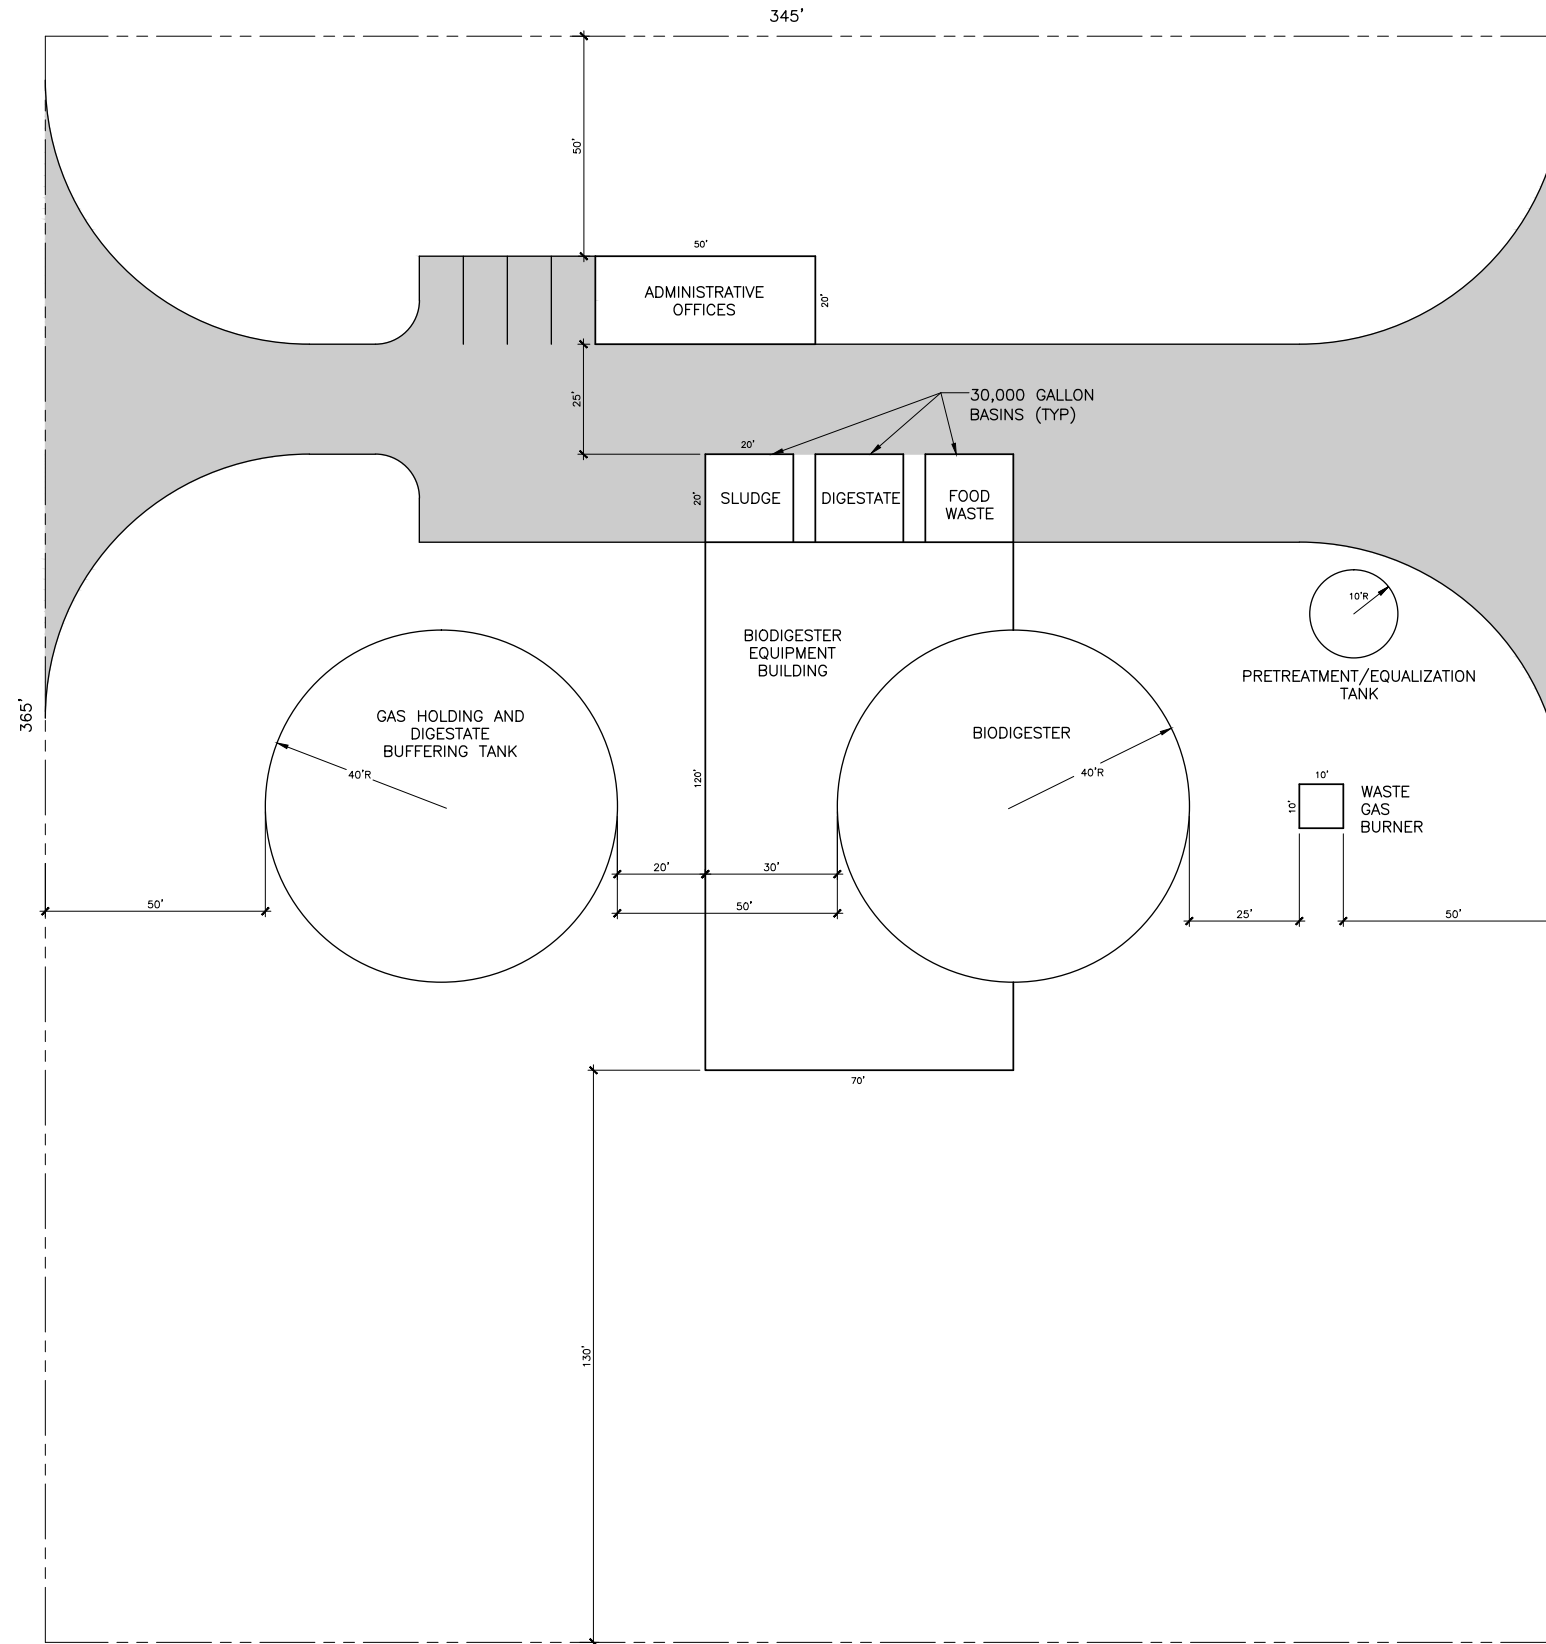 345'
50'
50'
ADMINISTRATIVE
OFFICES
20'
25'
30,000 GALLON
BASINS (TYP)
20'
20'
SLUDGE
DIGESTATE
FOOD
WASTE
10'R
BIODIGESTER
EQUIPMENT
BUILDING
PRETREATMENT/EQUALIZATION
TANK
365'
GAS HOLDING AND
DIGESTATE
BUFFERING TANK
40'R
BIODIGESTER
40'R
120'
10'
10'
WASTE
GAS
BURNER
20'
30'
50'
50'
25'
50'
70'
130'